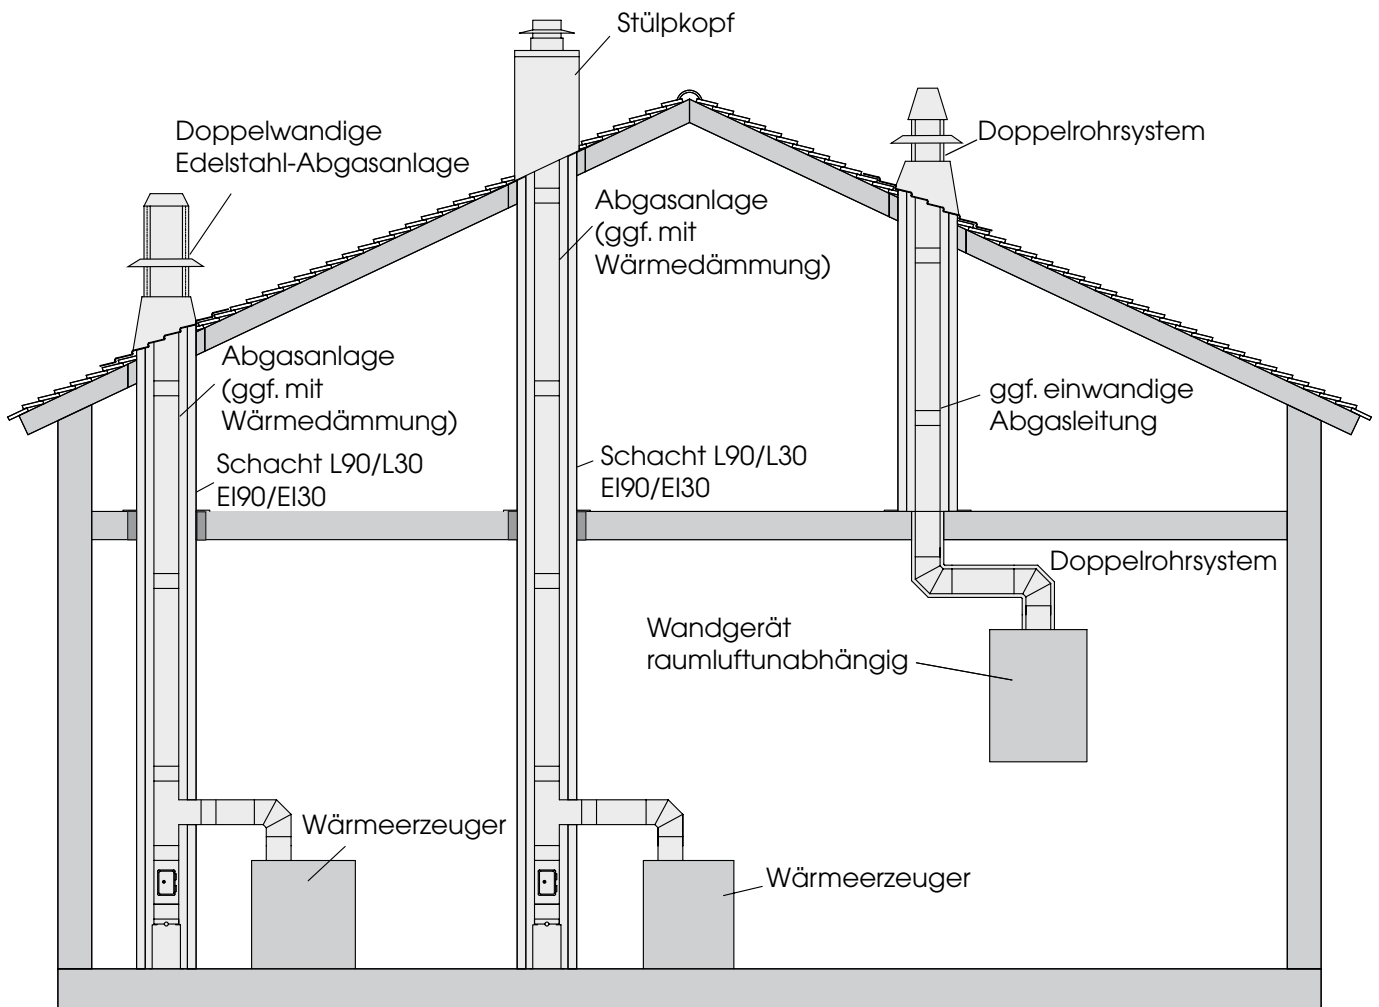 Stülpkopf
Doppelwandige
Edelstahl-Abgasanlage
Doppelrohrsystem
Abgasanlage
(ggf. mit
Wärmedämmung)
Abgasanlage
(ggf. mit
Wärmedämmung)
ggf. einwandige
Abgasleitung
Schacht L90/L30
EI90/EI30
Schacht L90/L30
EI90/EI30
Doppelrohrsystem
Wandgerät
raumluftunabhängig
Wärmeerzeuger
Wärmeerzeuger